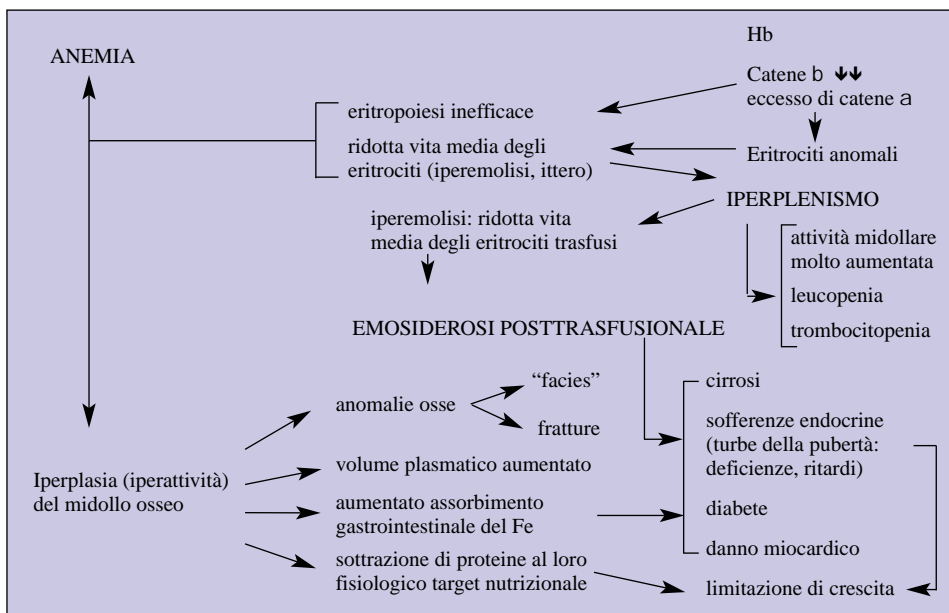 Hb
ANEMIA
Catene b
eccesso di catene a
eritropoiesi inefficace
ridotta vita media degli
eritrociti (iperemolisi, ittero)
Eritrociti anomali
IPERPLENISMO
iperemolisi: ridotta vita
media degli eritrociti trasfusi
attività midollare
molto aumentata
leucopenia
trombocitopenia
EMOSIDEROSI POSTTRASFUSIONALE
“facies”
anomalie osse
fratture
cirrosi
sofferenze endocrine
(turbe della pubertà:
deficienze, ritardi)
Iperplasia (iperattività)
del midollo osseo
volume plasmatico aumentato
aumentato assorbimento
gastrointestinale del Fe
diabete
danno miocardico
sottrazione di proteine al loro
fisiologico target nutrizionale
limitazione di crescita